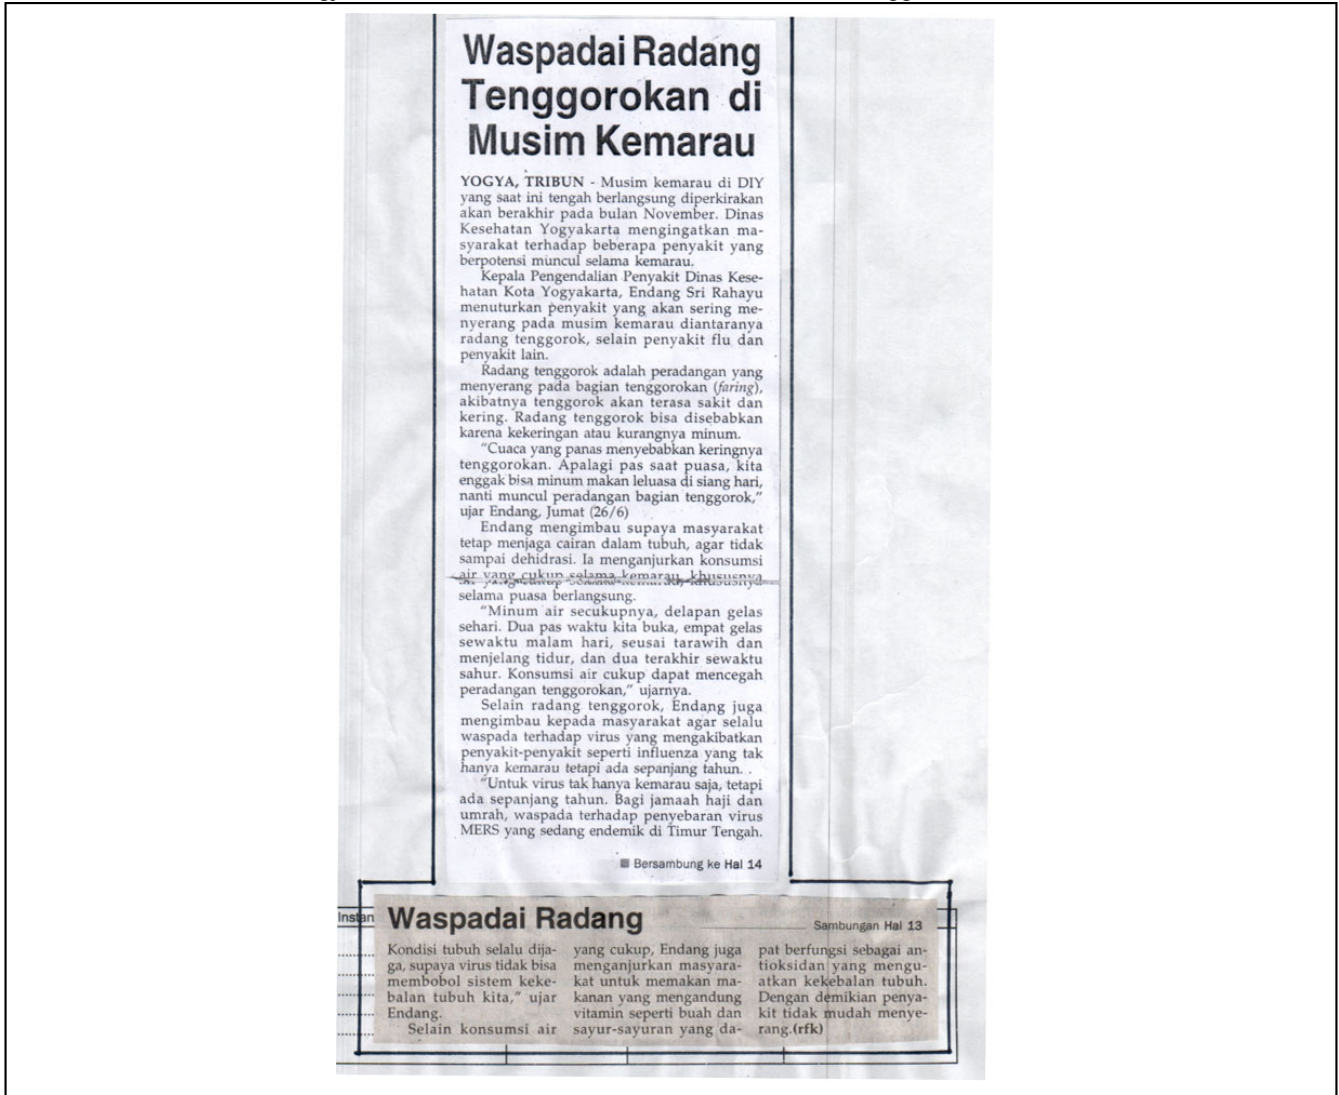 Waspadai Radang
Tenggorokan di
Musim Kemarau
YOGYA, TRIBUN - Musim kemarau di DIY
yang saat ini tengah berlangsung diperkirakan
akan berakhir pada bulan November. Dinas
Kesehatan Yogyakarta mengingatkan ma-
syarakat terhadap beberapa penyakit yang
berpotensi muncul selama kemarau.
Kepala Pengendalian Penyakit Dinas Kese-
hatan Kota Yogyakarta, Endang Sri Rahayu
menuturkan penyakit yang akan sering me-
nyerang pada musim kemarau diantaranya
radang tenggorok, selain penyakit flu dan
penyakit lain.
Radang tenggorok adalah peradangan yang
menyerang pada bagian tenggorokan (faring),
akibatnya tenggorok akan terasa sakit dan
kering. Radang tenggorok bisa disebabkan
karena kekeringan atau kurangnya minum.
"Cuaca yang panas menyebabkan keringnya
tenggorokan. Apalagi pas saat puasa, kita
enggak bisa minum makan leluasa di siang hari,
nanti muncul peradangan bagian tenggorok,"
ujar Endang, Jumat (26/6)
Endang mengimbau supaya masyarakat
tetap menjaga cairan dalam tubuh, agar tidak
sampai dehidrasi. Ia menganjurkan konsumsi
air yang cukup selama kemarau, khususnya
selama puasa berlangsung.
"Minum air secukupnya, delapan gelas
sehari. Dua pas waktu kita buka, empat gelas
sewaktu malam hari, seusai tarawih dan
menjelang tidur, dan dua terakhir sewaktu
sahur. Konsumsi air cukup dapat mencegah
peradangan tenggorokan," ujarnya.
Selain radang tenggorok, Endang juga
mengimbau kepada masyarakat agar selalu
waspada terhadap virus yang mengakibatkan
penyakit-penyakit seperti influenza yang tak
hanya kemarau tetapi ada sepanjang tahun. .
"Untuk virus tak hanya kemarau saja, tetapi
ada sepanjang tahun. Bagi jamaah haji dan
umrah, waspada terhadap penyebaran virus
MERS yang sedang endemik di Timur Tengah.
■ Bersambung ke Hal 14
Instan
Waspadai Radang
Sambungan Hal 13
Kondisi tubuh selalu dija-
ga, supaya virus tidak bisa
membobol sistem keke-
balan tubuh kita," ujar
Endang.
Selain konsumsi air
yang cukup, Endang juga
menganjurkan masyara-
kat untuk memakan ma-
kanan yang mengandung
vitamin seperti buah dan
sayur-sayuran yang da-
pat berfungsi sebagai an-
tioksidan yang mengu-
atkan kekebalan tubuh.
Dengan demikian penya-
kit tidak mudah menye-
rang.(rfk)